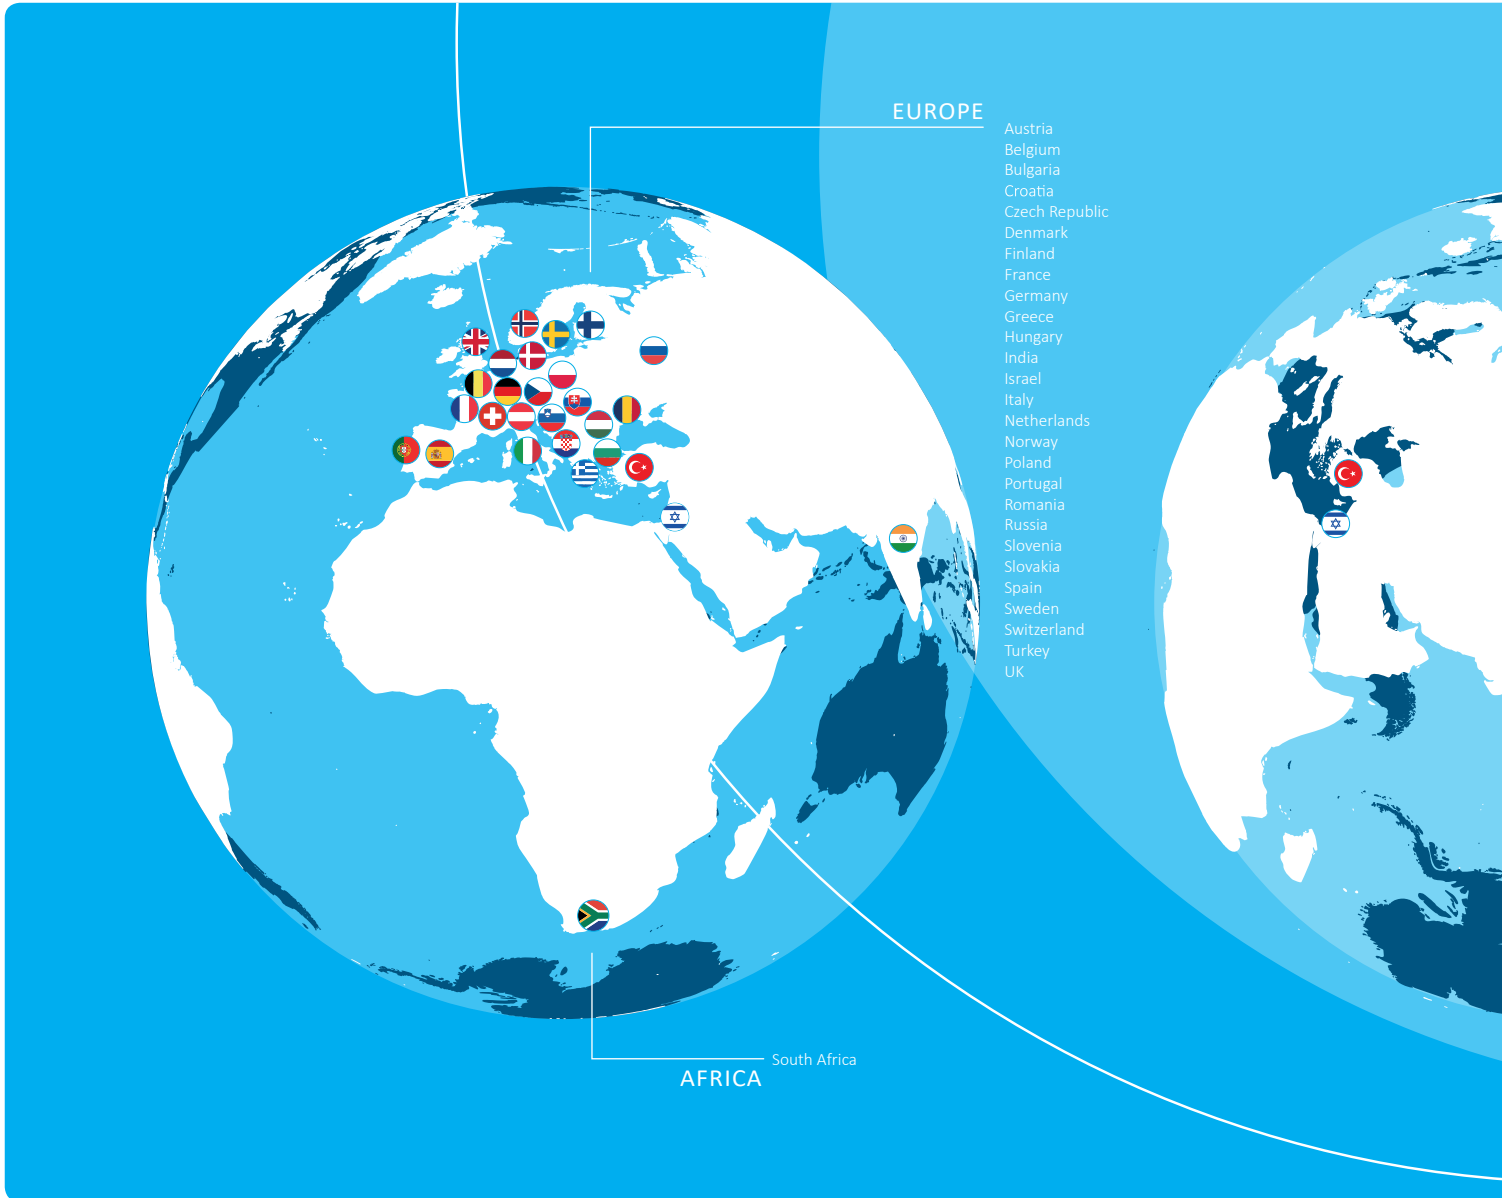 EUROPE
Austria
Belgium
Bulgaria
Croatia
Czech Republic
Denmark
Finland
France
Germany
Greece
Hungary
India
Israel
Italy
Netherlands
Norway
Poland
Portugal
Romania
Russia
Slovenia
Slovakia
Spain
Sweden
Switzerland
Turkey
UK
South Africa
AFRICA